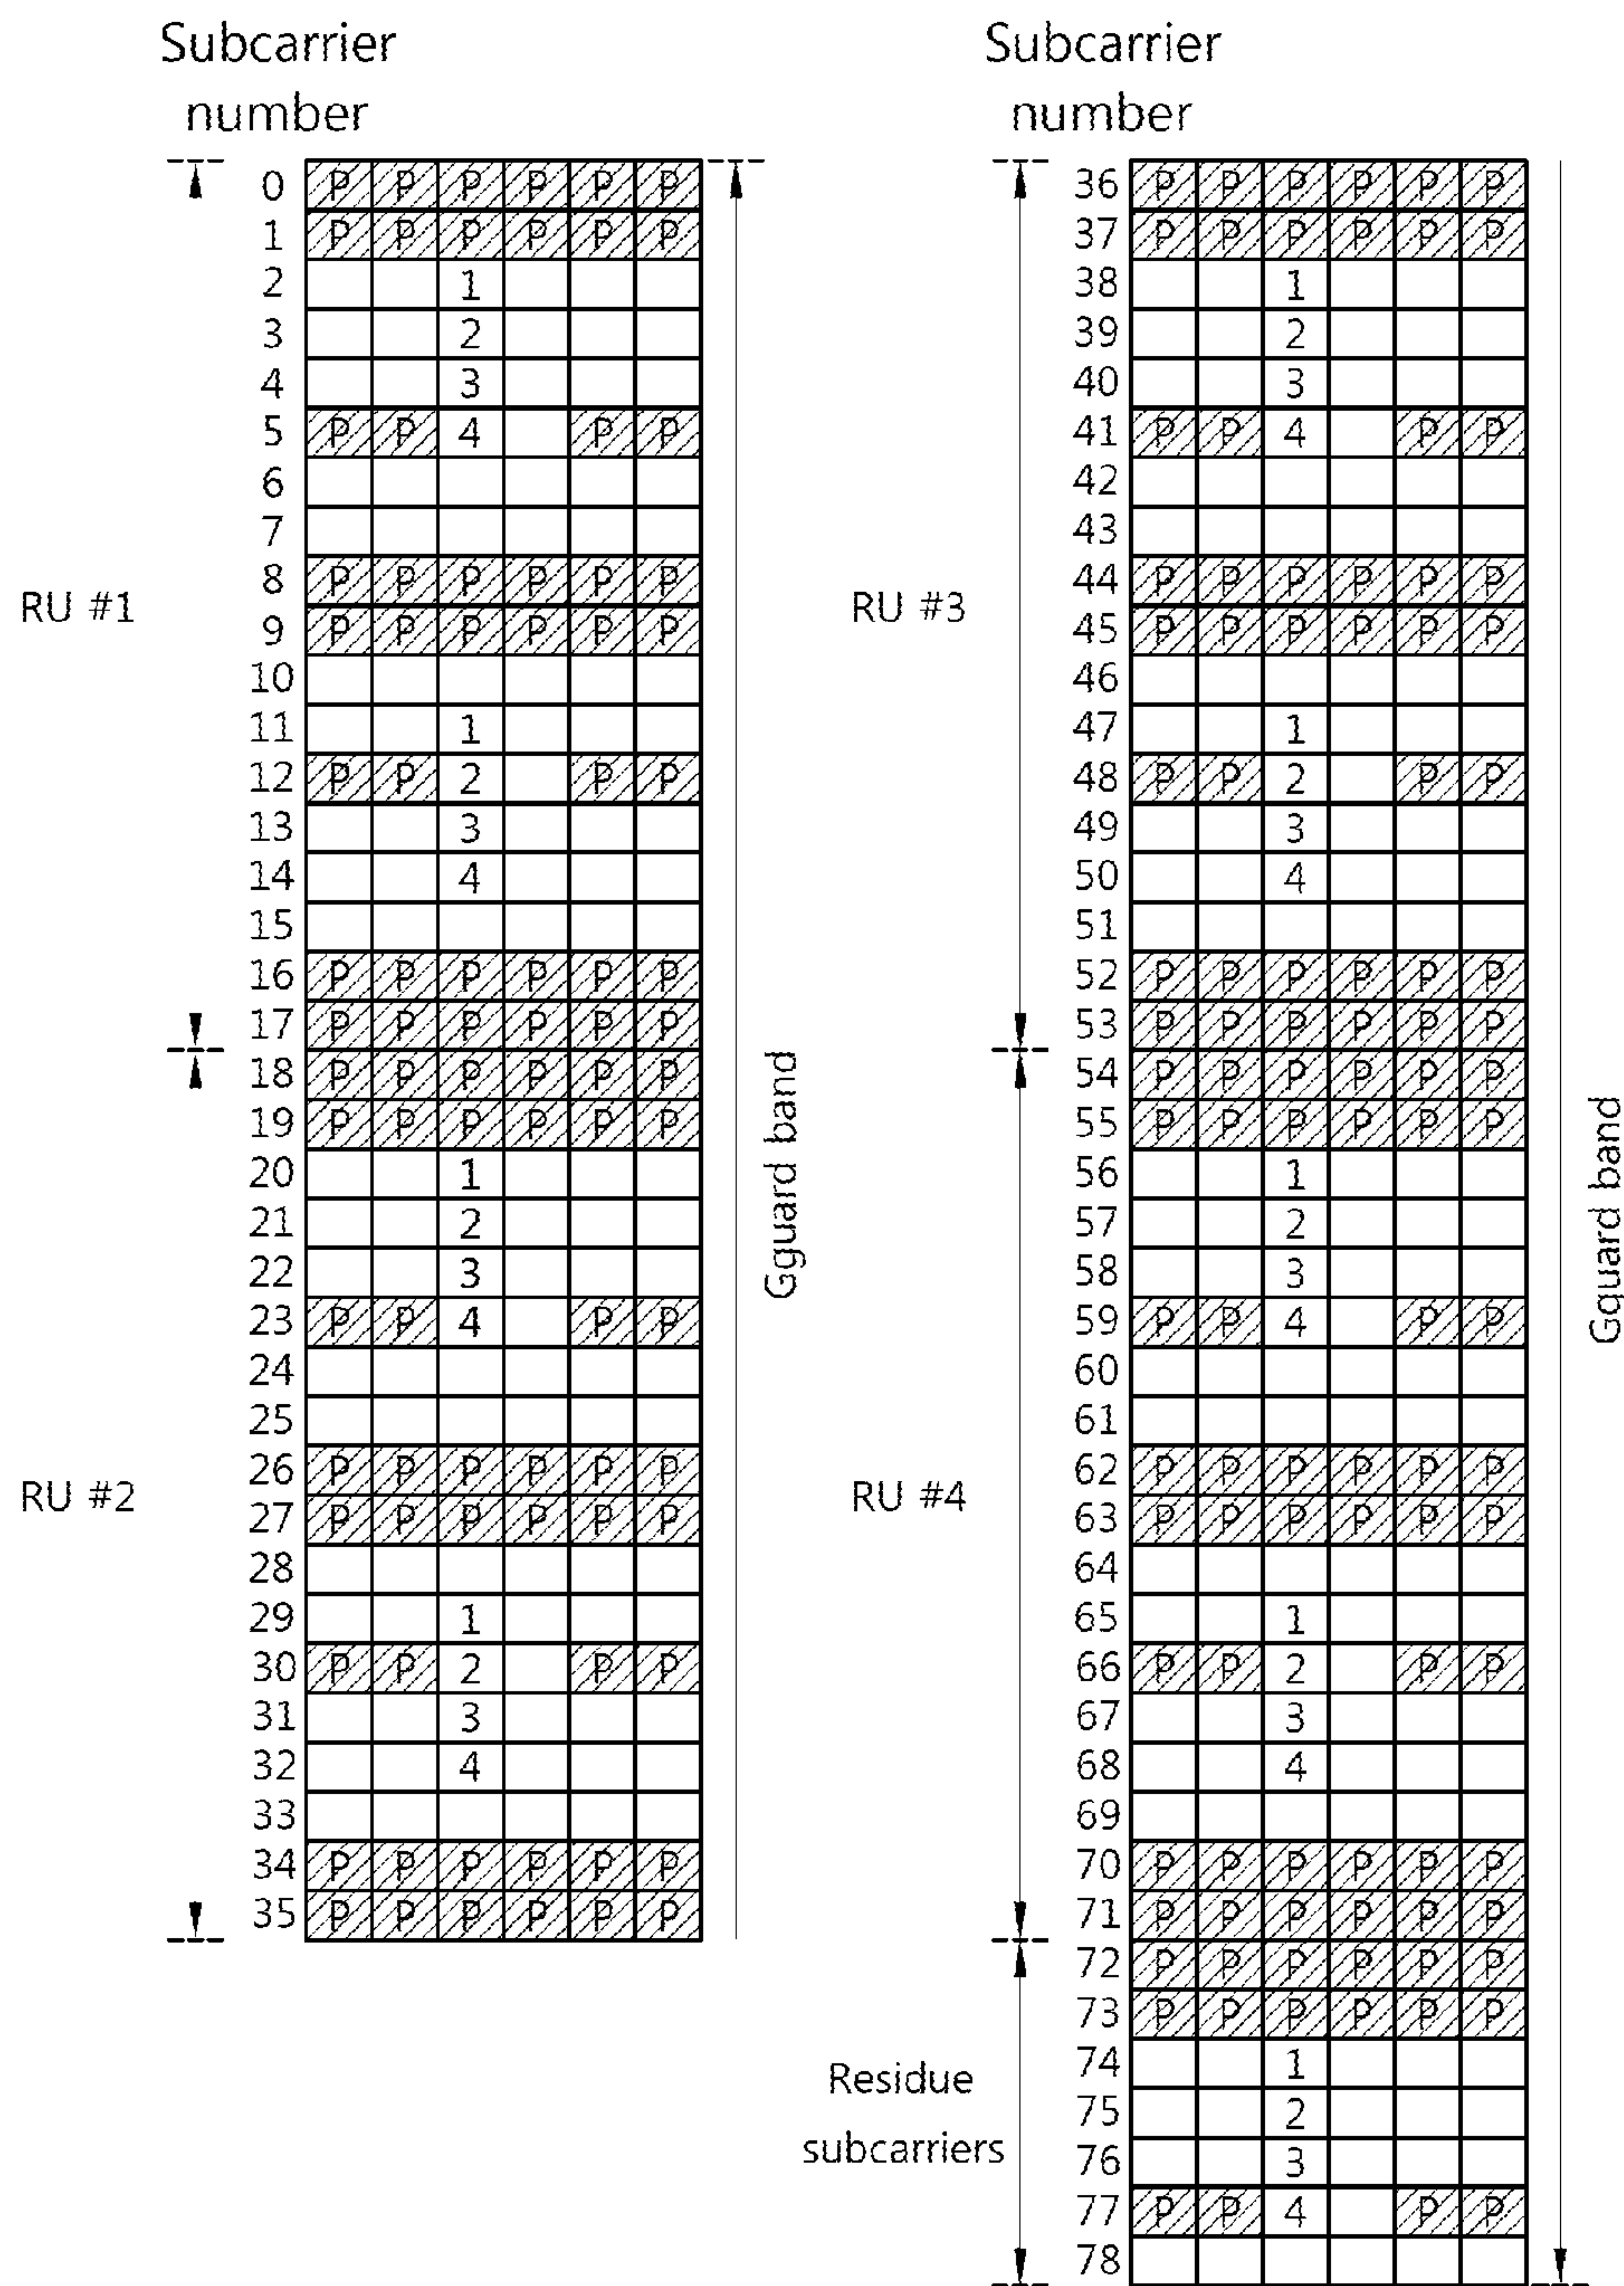 Subcarrier
number
0 P P P P P P
1 P P P P P P
2 1
3 2
4 3
5 P P 4 P P
6
7
8 P P P P P P
RU #1
9 P P P P P P
10
11 1
12 P P 2 P P
13 3
14 4
15
16 P P P P P P
17 P P P P P P
18 P P P P P P
19 P P P P P P
20 1
21 2
22 3
23 P P 4 P P
24
25
26 P P P P P P
RU #2
27 P P P P P P
28
29 1
30 P P 2 P P
31 3
32 4
33
34 P P P P P P
35 P P P P P P
Gguard band
Subcarrier
number
36 P P P P P P
37 P P P P P P
38 1
39 2
40 3
41 P P 4 P P
42
43
44 P P P P P P
RU #3
45 P P P P P P
46
47 1
48 P P 2 P P
49 3
50 4
51
52 P P P P P P
53 P P P P P P
54 P P P P P P
55 P P P P P P
56 1
57 2
58 3
59 P P 4 P P
60
61
62 P P P P P P
RU #4
63 P P P P P P
64
65 1
66 P P 2 P P
67 3
68 4
69
70 P P P P P P
71 P P P P P P
72 P P P P P P
73 P P P P P P
74 1
Residue
75 2
subcarriers
76 3
77 P P 4 P P
78
Gguard band